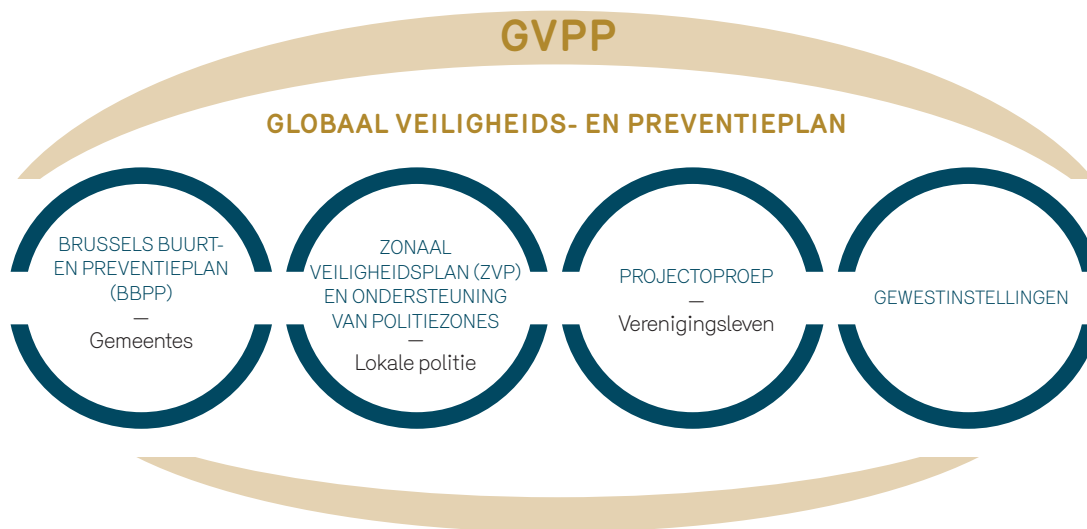 GVPP
GLOBAAL VEILIGHEIDS- EN PREVENTIEPLAN
BRUSSELS BUURT-
EN PREVENTIEPLAN
(BBPP)
—
Gemeentes
ZONAAL
VEILIGHEIDSPLAN (ZVP)
EN ONDERSTEUNING
VAN POLITIEZONES
—
Lokale politie
PROJECTOPROEP
—
Verenigingsleven
GEWESTINSTELLINGEN